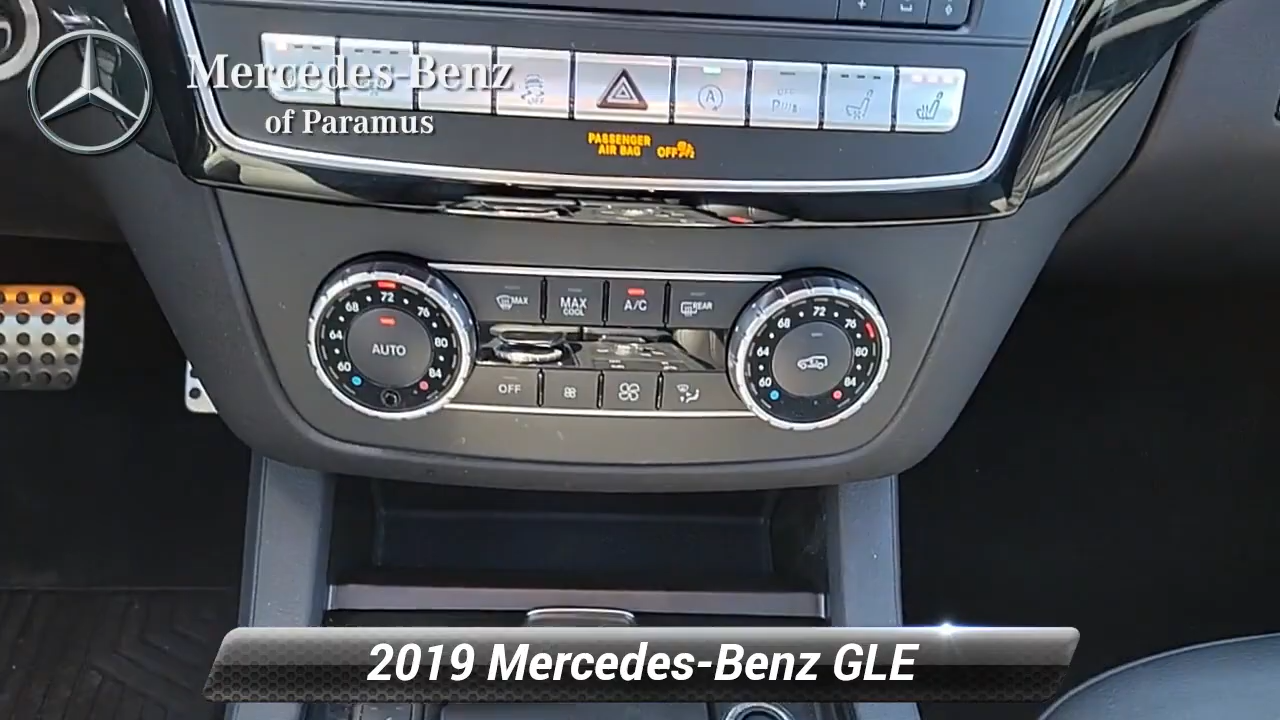 Mercedes-Benz
of Paramus
OFF
PASSENGER
AIR BAG OFF
72
68 76
AUTO
64 80
60 84
MAX
MAX
COOL
A/C
REAR
OFF
72
68 76
64 80
60 84
2019 Mercedes-Benz GLE